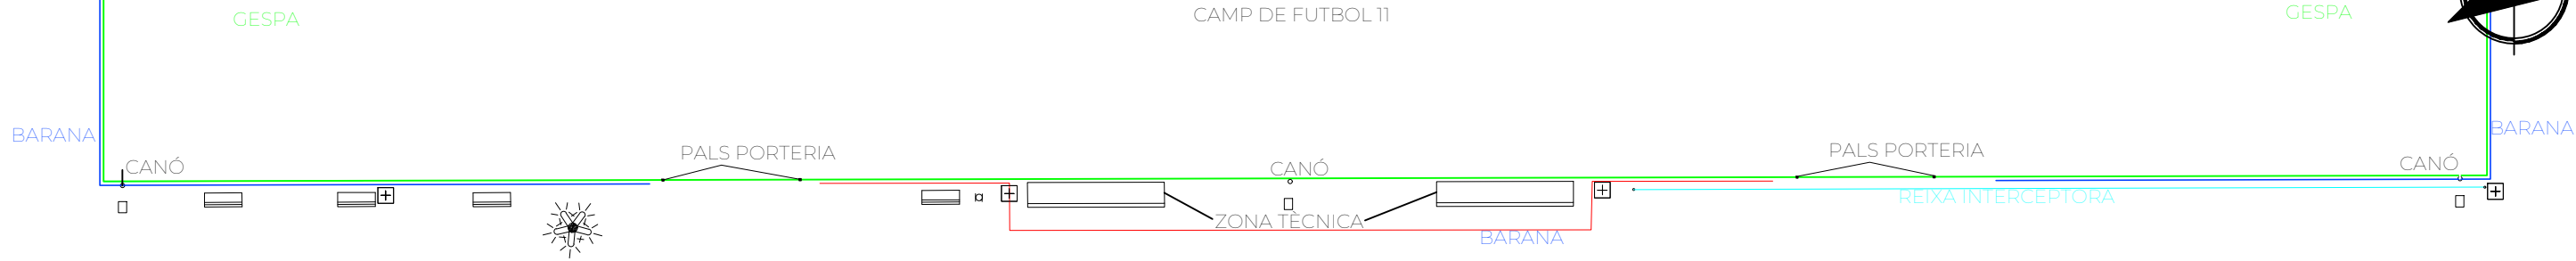 GESPA
CAMP DE FUTBOL 11
GESPA
BARANA
BARANA
PALS PORTERIA
PALS PORTERIA
CANÓ
CANÓ
CANÓ
REIXA INTERCEPTORA
ZONA TÈCNICA
BARANA